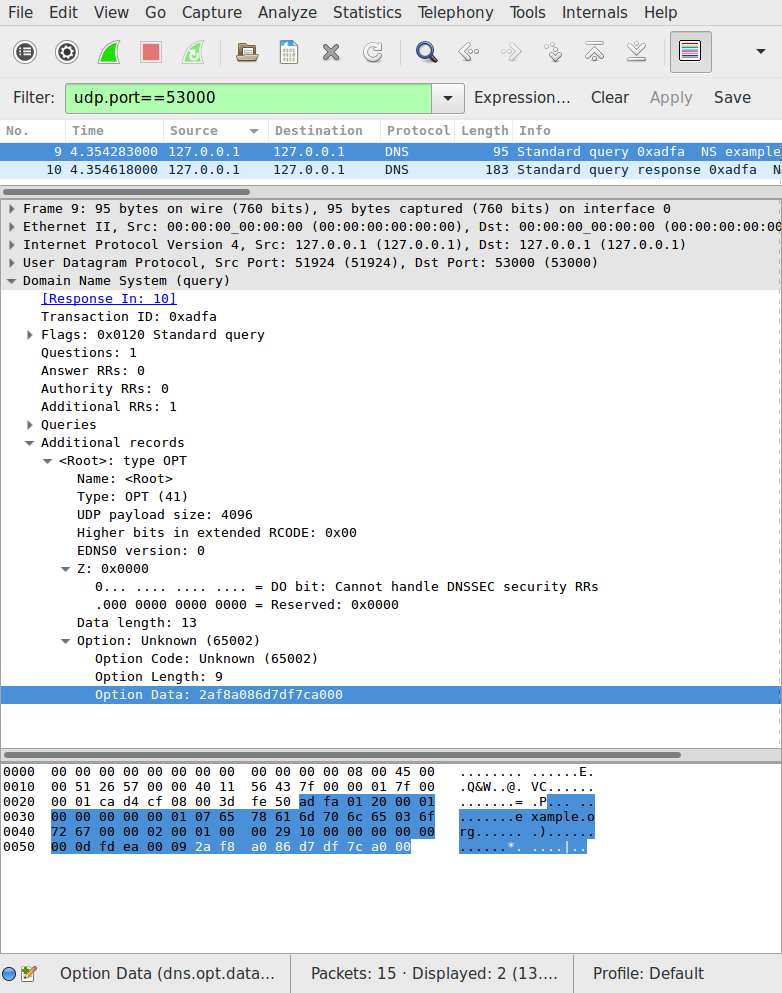 File Edit View Go Capture Analyze Statistics Telephony Tools Internals Help
Filter: udp.port==53000 Expression... Clear Apply Save
No. Time Source Destination Protocol Length Info
9 4.354283000 127.0.0.1 127.0.0.1 DNS 95 Standard query 0xadfa NS example
10 4.354618000 127.0.0.1 127.0.0.1 DNS 183 Standard query response 0xadfa N
Frame 9: 95 bytes on wire (760 bits), 95 bytes captured (760 bits) on interface 0
Ethernet II, Src: 00:00:00_00:00:00 (00:00:00:00:00:00), Dst: 00:00:00_00:00:00 (00:00:00:00:00
Internet Protocol Version 4, Src: 127.0.0.1 (127.0.0.1), Dst: 127.0.0.1 (127.0.0.1)
User Datagram Protocol, Src Port: 51924 (51924), Dst Port: 53000 (53000)
Domain Name System (query)
[Response In: 10]
Transaction ID: 0xadfa
Flags: 0x0120 Standard query
Questions: 1
Answer RRs: 0
Authority RRs: 0
Additional RRs: 1
Queries
Additional records
<Root>: type OPT
Name: <Root>
Type: OPT (41)
UDP payload size: 4096
Higher bits in extended RCODE: 0x00
EDNS0 version: 0
Z: 0x0000
0... .... .... .... = DO bit: Cannot handle DNSSEC security RRs
.000 0000 0000 0000 = Reserved: 0x0000
Data length: 13
Option: Unknown (65002)
Option Code: Unknown (65002)
Option Length: 9
Option Data: 2af8a086d7df7ca000
0000 00 00 00 00 00 00 00 00 00 00 00 00 08 00 45 00 ........ ......E.
0010 00 51 26 57 00 00 40 11 56 43 7f 00 00 01 7f 00 .Q&W..@. VC......
0020 00 01 ca d4 cf 08 00 3d fe 50 ad fa 01 20 00 01 .......= .P... ..
0030 00 00 00 00 00 01 07 65 78 61 6d 70 6c 65 03 6f .......e xample.o
0040 72 67 00 00 02 00 01 00 00 29 10 00 00 00 00 00 rg...... .)......
0050 00 0d fd ea 00 09 2a f8 a0 86 d7 df 7c a0 00 ......*. ....|..
Option Data (dns.opt.data... Packets: 15 · Displayed: 2 (13.... Profile: Default